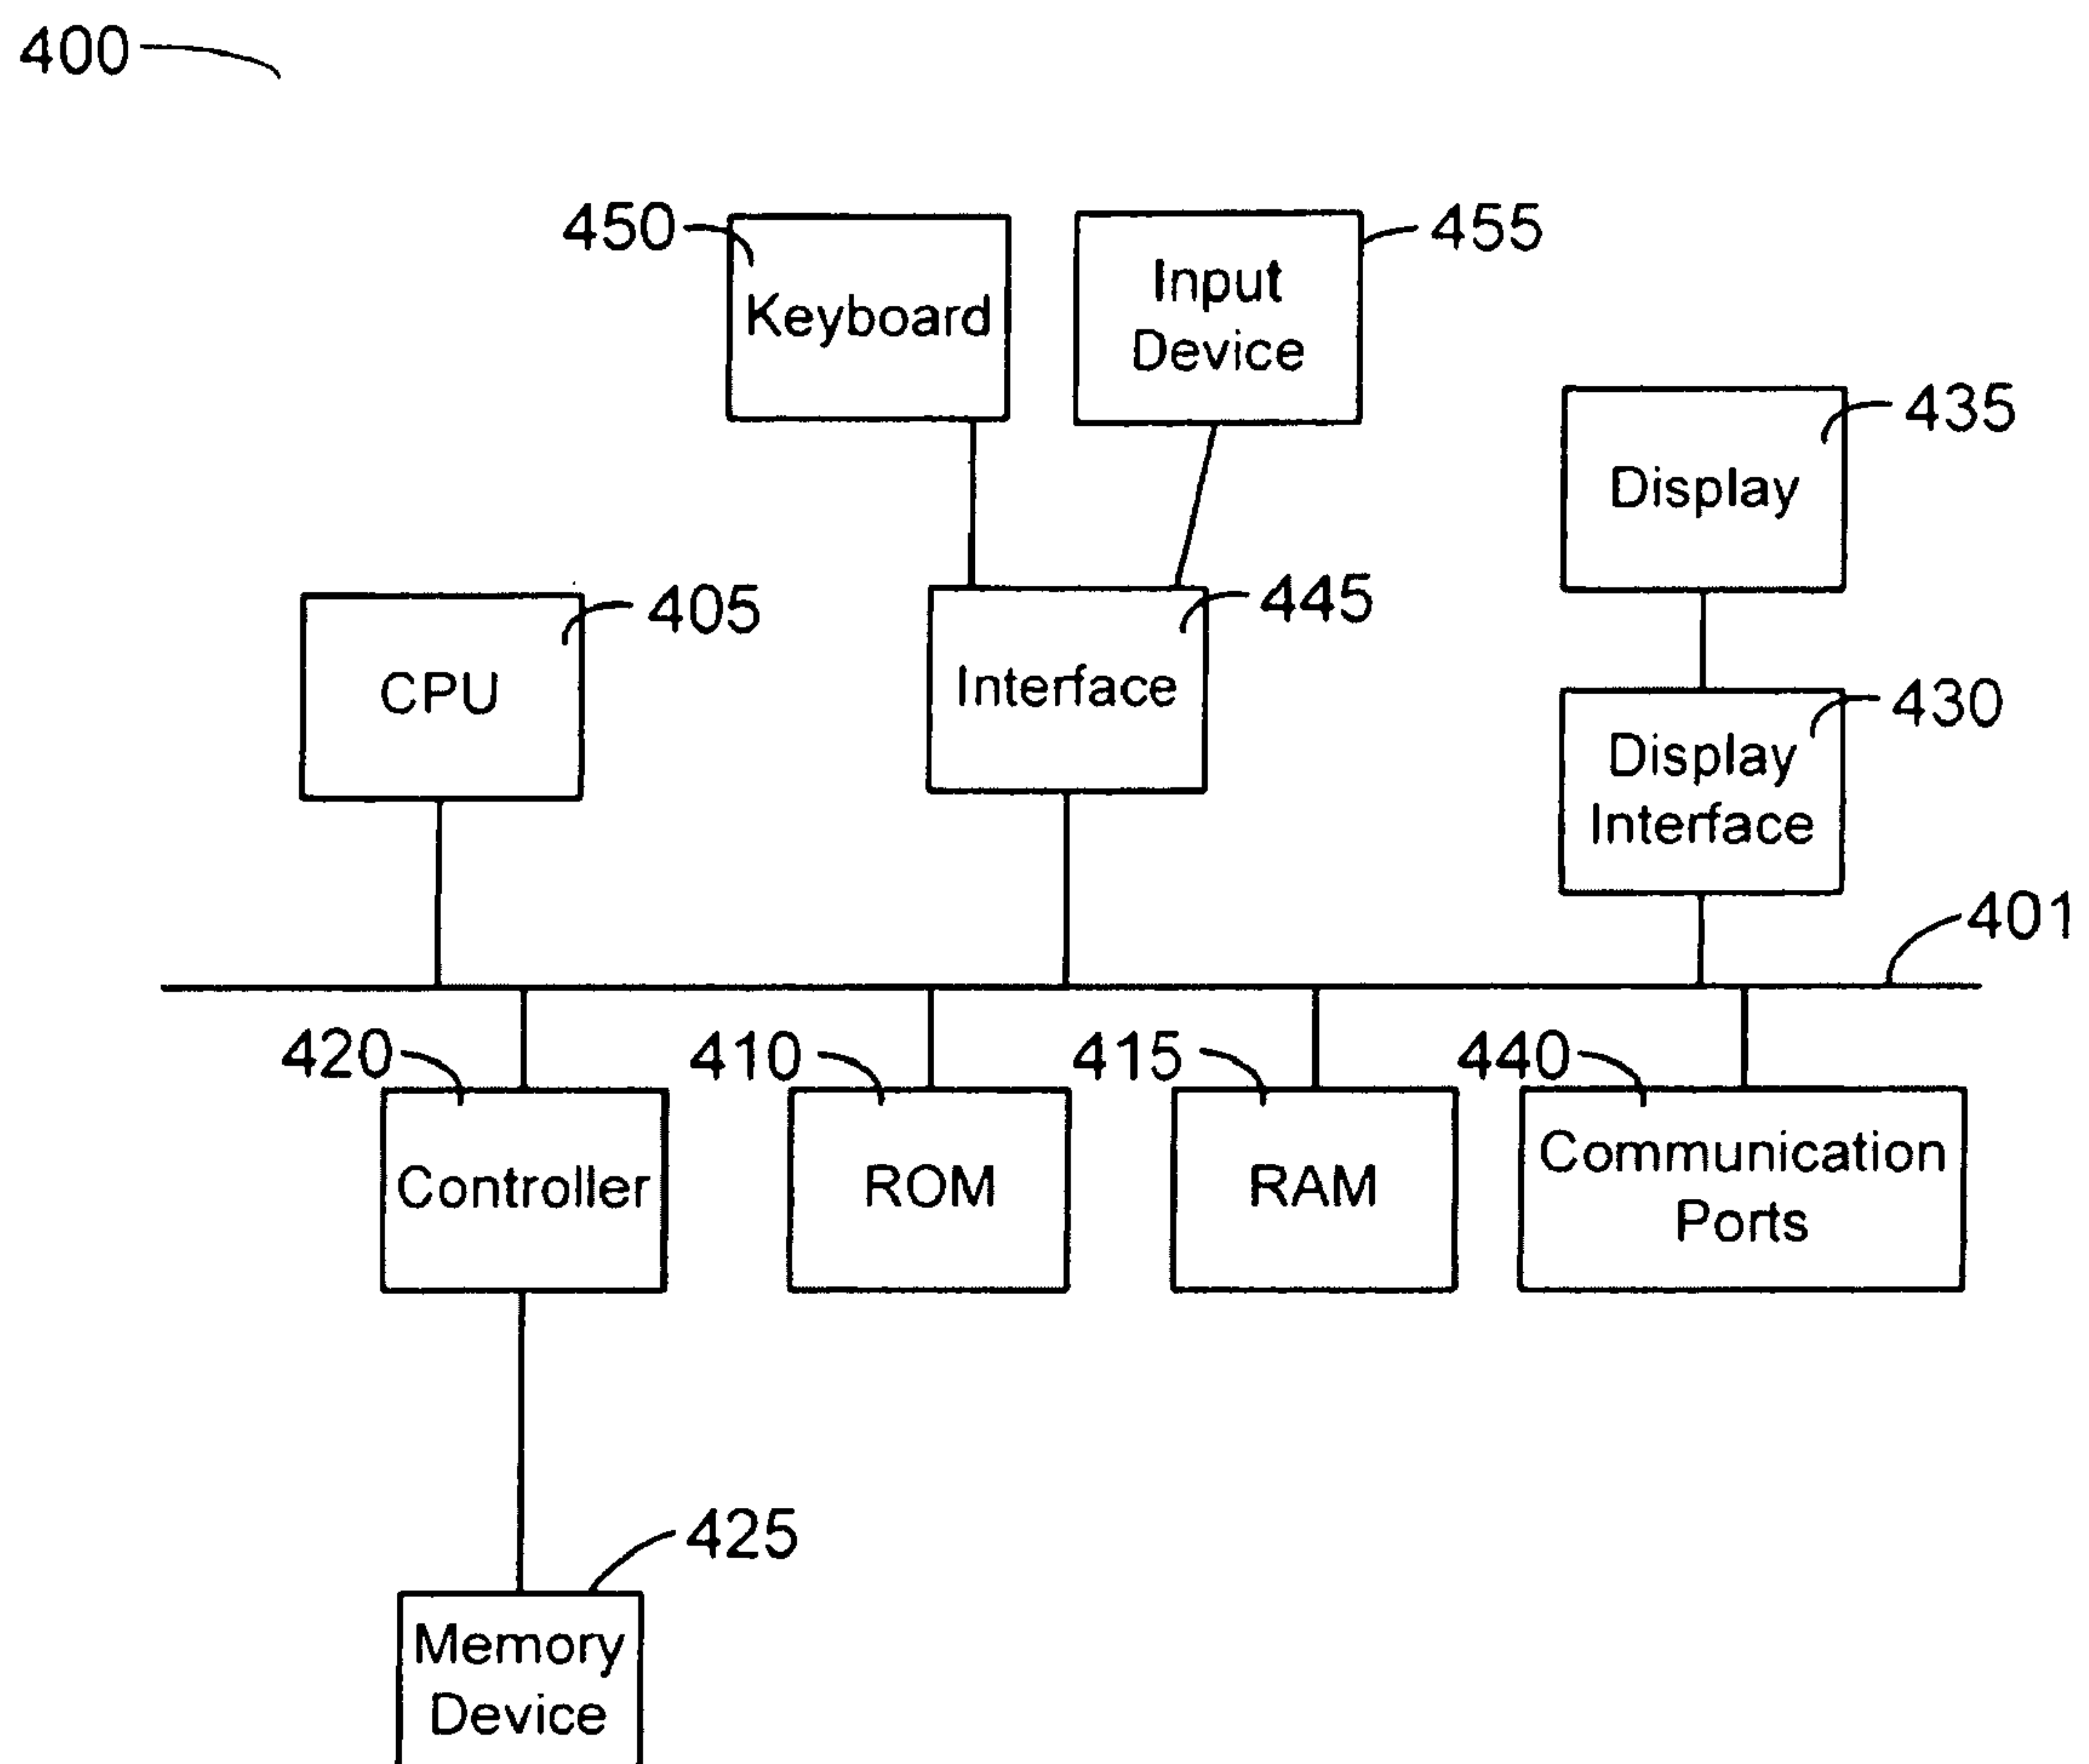 400
450
Keyboard
455
Input
Device
435
Display
405
CPU
445
Interface
430
Display
Interface
401
420
Controller
410
ROM
415
RAM
440
Communication
Ports
425
Memory
Device